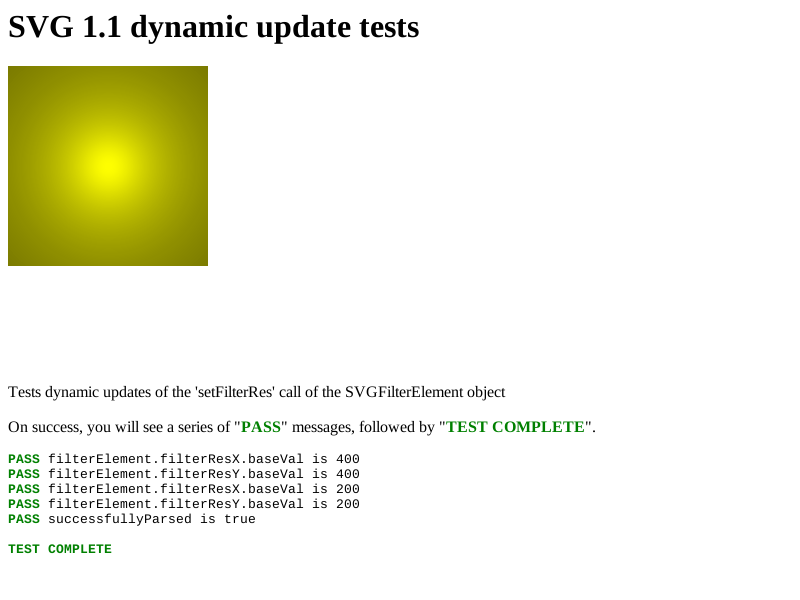 SVG 1.1 dynamic update tests
Tests dynamic updates of the 'setFilterRes' call of the SVGFilterElement object
On success, you will see a series of "PASS" messages, followed by "TEST COMPLETE".
PASS filterElement.filterResX.baseVal is 400
PASS filterElement.filterResY.baseVal is 400
PASS filterElement.filterResX.baseVal is 200
PASS filterElement.filterResY.baseVal is 200
PASS successfullyParsed is true
TEST COMPLETE